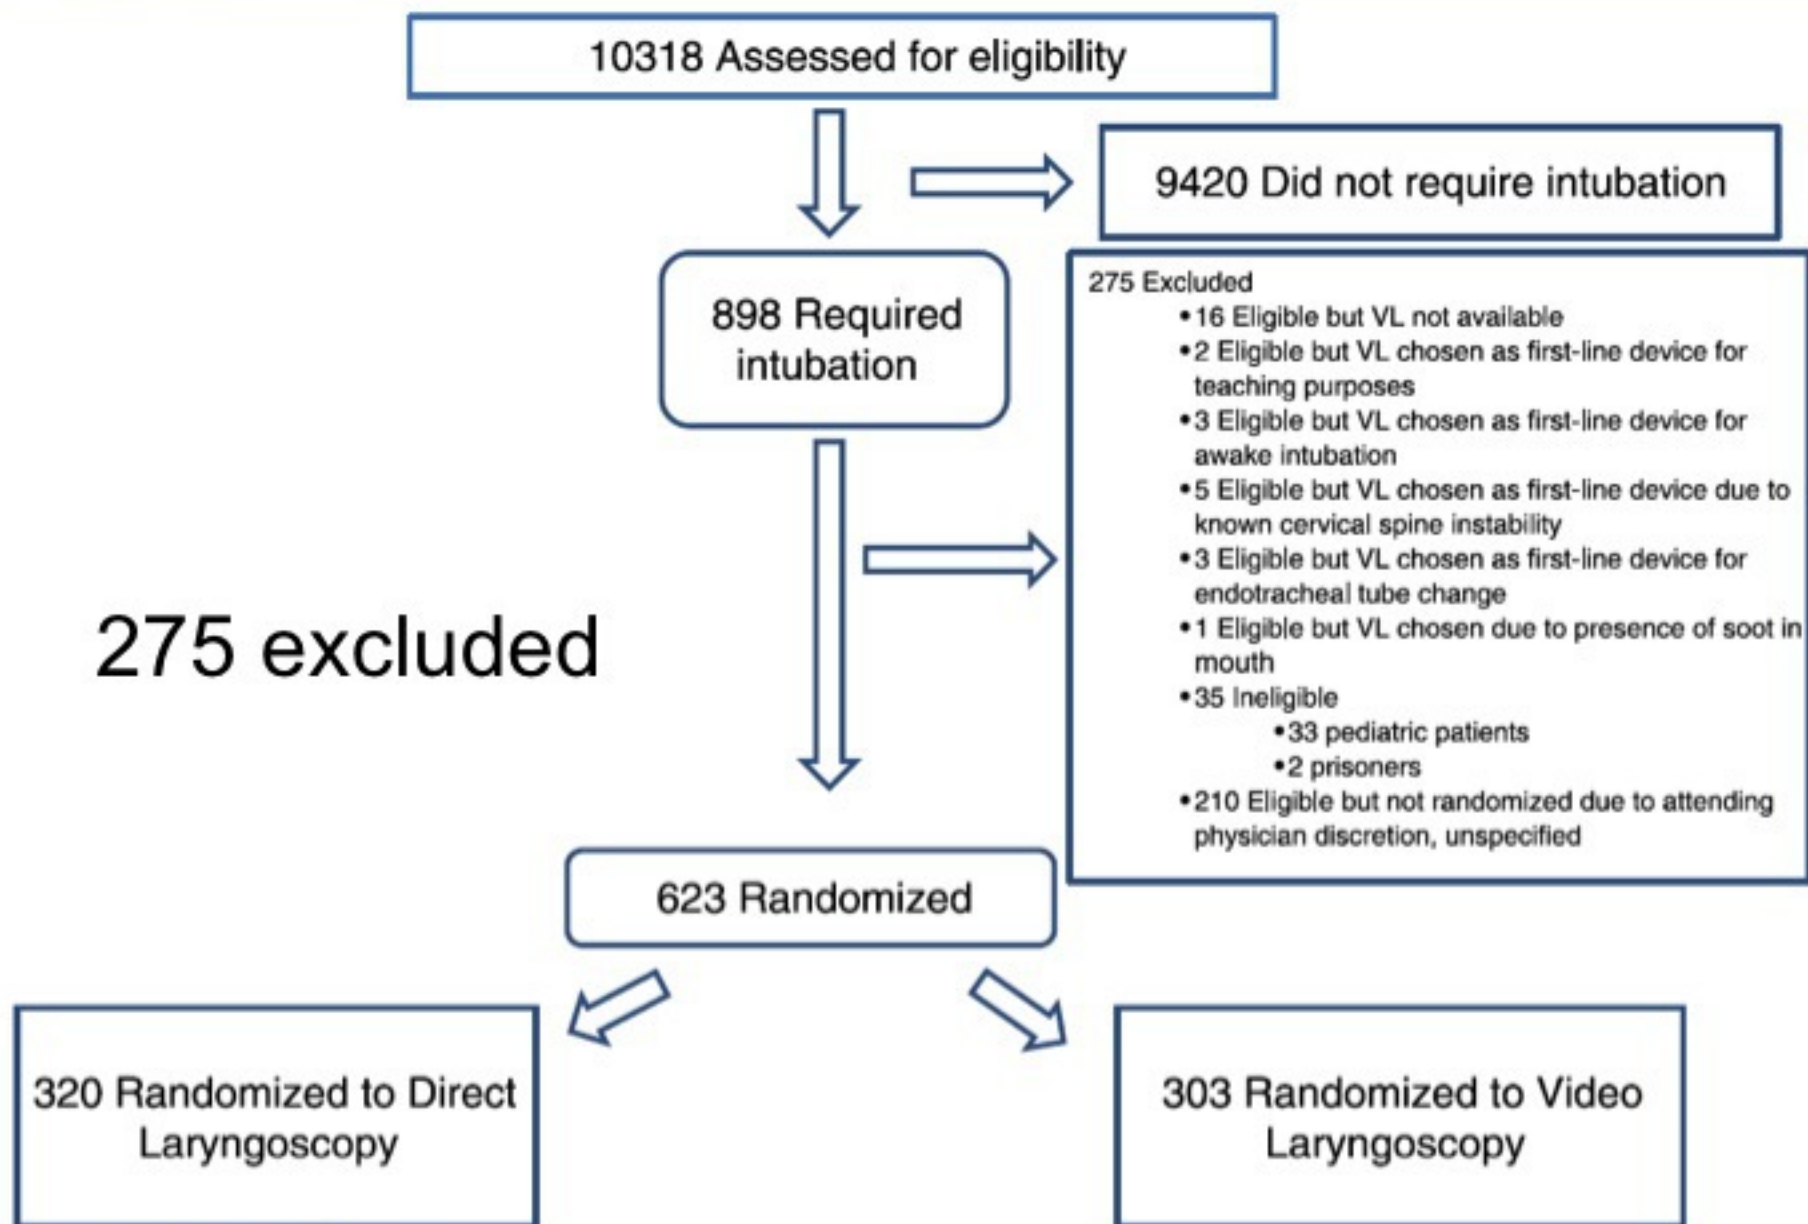 10318 Assessed for eligibility
9420 Did not require intubation
898 Required
intubation
275 Excluded
•16 Eligible but VL not available
•2 Eligible but VL chosen as first-line device for
teaching purposes
•3 Eligible but VL chosen as first-line device for
awake intubation
•5 Eligible but VL chosen as first-line device due to
known cervical spine instability
•3 Eligible but VL chosen as first-line device for
endotracheal tube change
•1 Eligible but VL chosen due to presence of soot in
mouth
•35 Ineligible
•33 pediatric patients
•2 prisoners
•210 Eligible but not randomized due to attending
physician discretion, unspecified
275 excluded
623 Randomized
320 Randomized to Direct
Laryngoscopy
303 Randomized to Video
Laryngoscopy